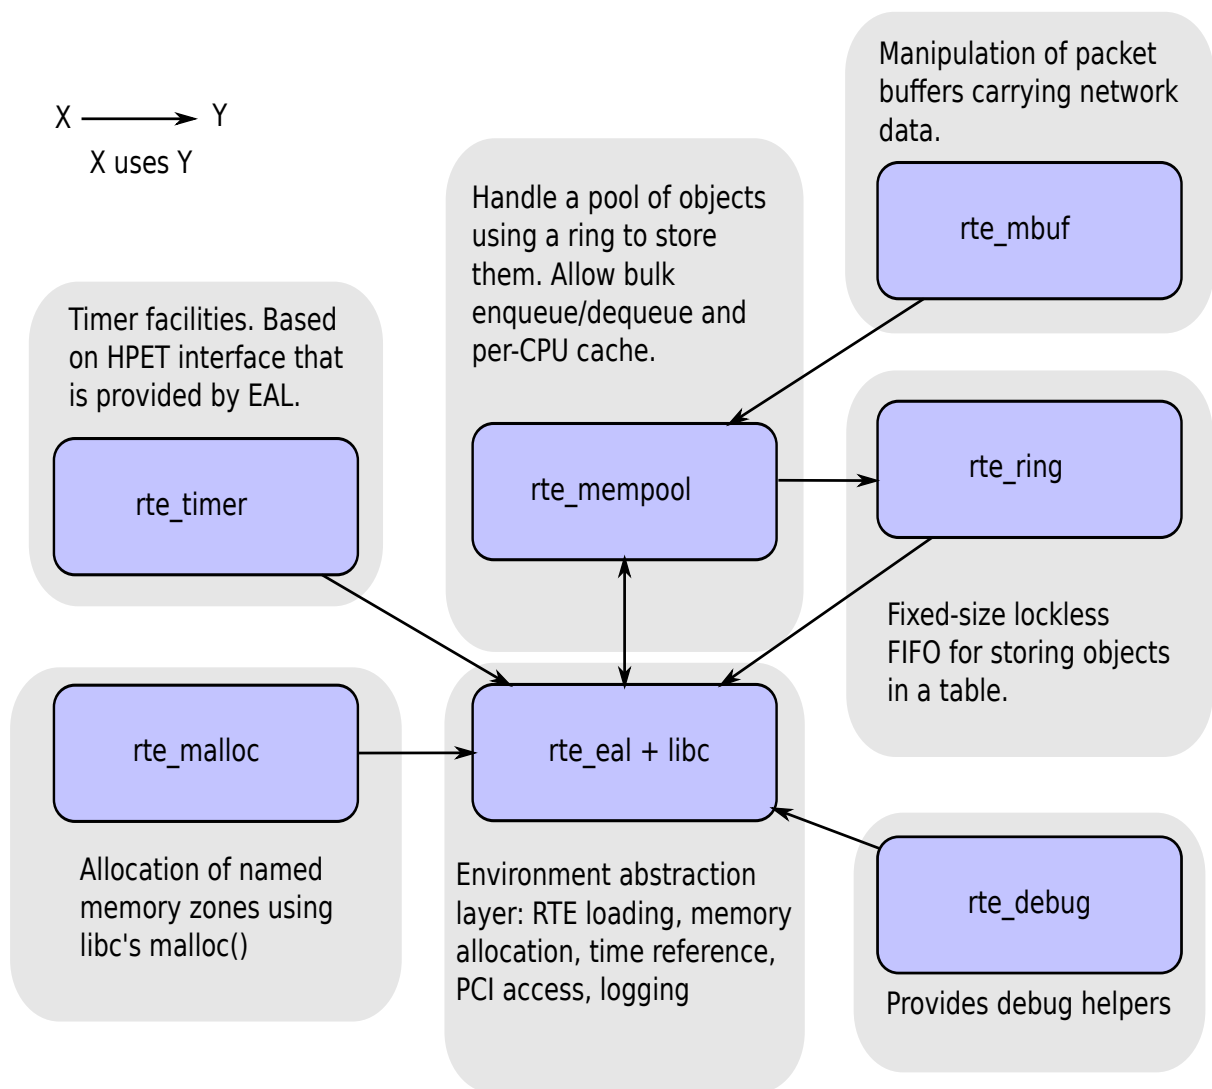 X Y
X uses Y
Manipulation of packet
buffers carrying network
data.
rte_mbuf
Handle a pool of objects
using a ring to store
them. Allow bulk
enqueue/dequeue and
per-CPU cache.
rte_mempool
Timer facilities. Based
on HPET interface that
is provided by EAL.
rte_timer
rte_ring
Fixed-size lockless
FIFO for storing objects
in a table.
rte_malloc
Allocation of named
memory zones using
libc's malloc()
rte_eal + libc
Environment abstraction
layer: RTE loading, memory
allocation, time reference,
PCI access, logging
rte_debug
Provides debug helpers